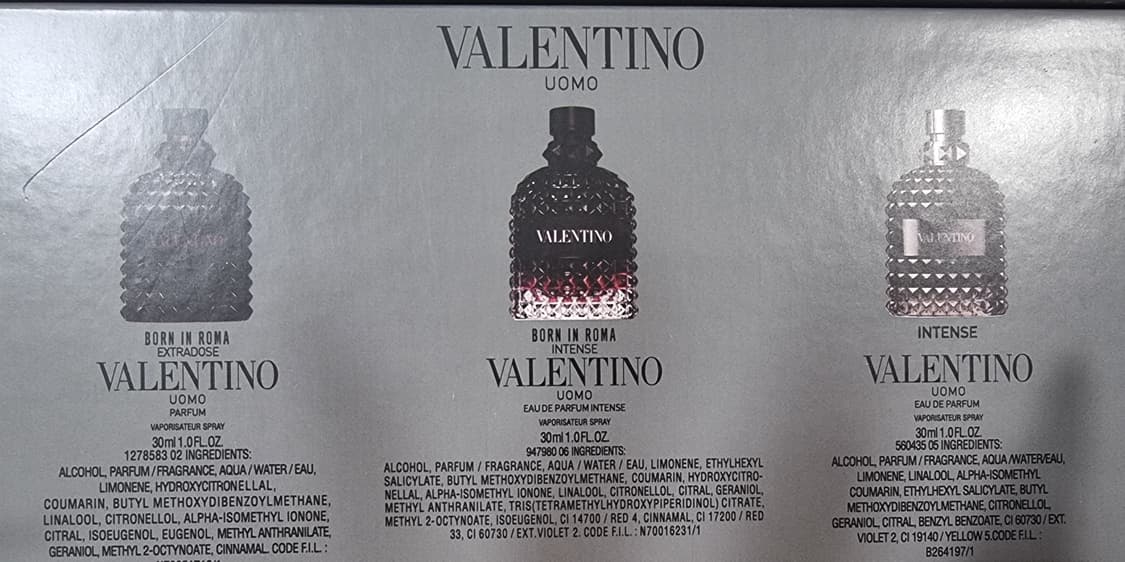 VALENTINO
UOMO
VALENTINO
VALENTINO
VALENTINO
BORN IN ROMA
EXTRADOSE
VALENTINO
UOMO
PARFUM
VAPORISATEUR SPRAY
30ml 1.0 FL.OZ.
1278583 02 INGREDIENTS:
ALCOHOL, PARFUM / FRAGRANCE, AQUA / WATER / EAU,
LIMONENE, HYDROXYCITRONELLAL,
COUMARIN, BUTYL METHOXYDIBENZOYLMETHANE,
LINALOOL, CITRONELLOL, ALPHA-ISOMETHYL IONONE,
CITRAL, ISOEUGENOL, EUGENOL, METHYL ANTHRANILATE,
GERANIOL, METHYL 2-OCTYNOATE, CINNAMAL. CODE F.I.L. :
BORN IN ROMA
INTENSE
VALENTINO
UOMO
EAU DE PARFUM INTENSE
VAPORISATEUR SPRAY
30ml 1.0 FL.OZ.
947980 06 INGREDIENTS:
ALCOHOL, PARFUM / FRAGRANCE, AQUA / WATER / EAU, LIMONENE, ETHYLHEXYL
SALICYLATE, BUTYL METHOXYDIBENZOYLMETHANE, COUMARIN, HYDROXYCITRO-
NELLAL, ALPHA-ISOMETHYL IONONE, LINALOOL, CITRONELLOL, CITRAL, GERANIOL,
METHYL ANTHRANILATE, TRIS(TETRAMETHYLHYDROXYPIPERIDINOL) CITRATE,
METHYL 2-OCTYNOATE, ISOEUGENOL, CI 14700 / RED 4, CINNAMAL, CI 17200 / RED
33, CI 60730 / EXT.VIOLET 2. CODE F.I.L. : N70016231/1
INTENSE
VALENTINO
UOMO
EAU DE PARFUM
VAPORISATEUR SPRAY
30ml 1.0 FL.OZ.
560435 05 INGREDIENTS:
ALCOHOL, PARFUM / FRAGRANCE, AQUA /WATER/EAU,
LIMONENE, LINALOOL, ALPHA-ISOMETHYL
COUMARIN, ETHYLHEXYL SALICYLATE, BUTYL
METHOXYDIBENZOYLMETHANE, CITRONELLOL,
GERANIOL, CITRAL, BENZYL BENZOATE, CI 60730 / EXT.
VIOLET 2, CI 19140 / YELLOW 5.CODE F.I.L. :
B264197/1